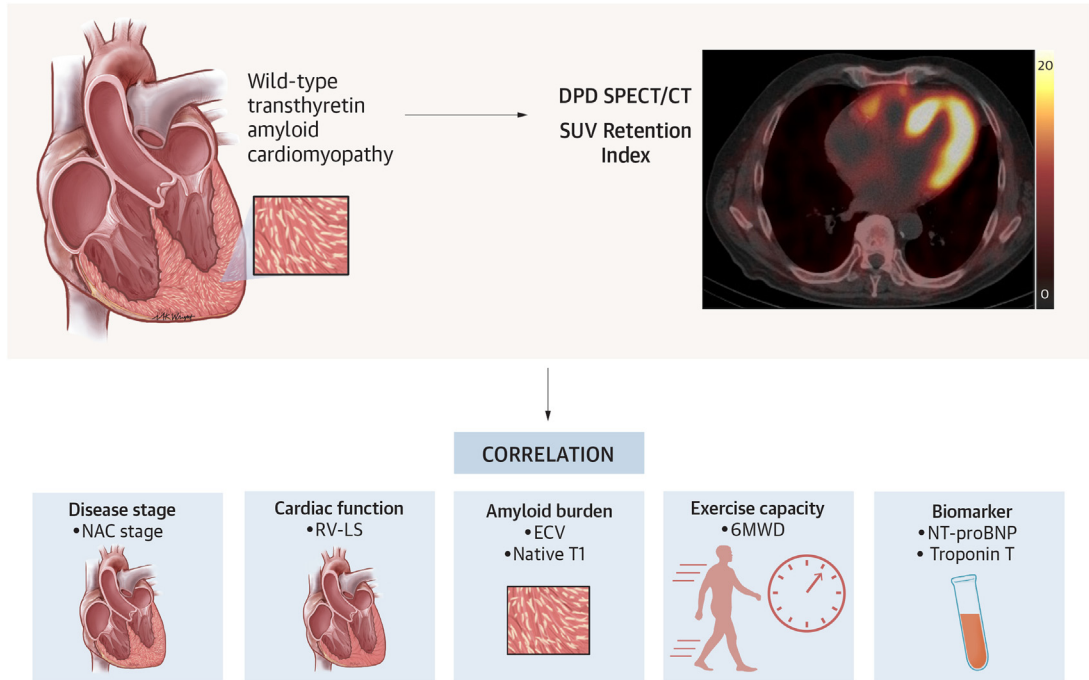 Wild-type
transthyretin
amyloid
cardiomyopathy
DPD SPECT/CT
SUV Retention
Index
20
0
CORRELATION
Disease stage
• NAC stage
Cardiac function
• RV-LS
Amyloid burden
• ECV
• Native T1
Exercise capacity
• 6MWD
Biomarker
• NT-proBNP
• Troponin T